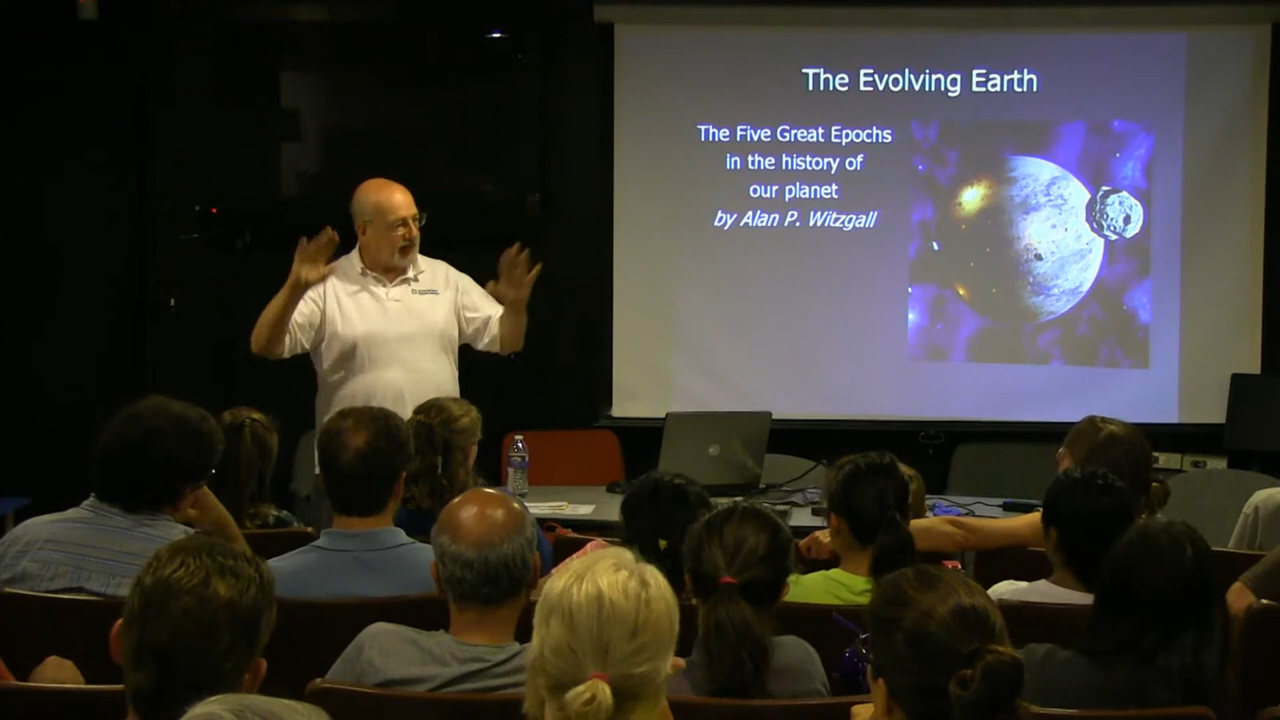 The Evolving Earth
The Five Great Epochs
in the history of
our planet
by Alan P. Witzgall